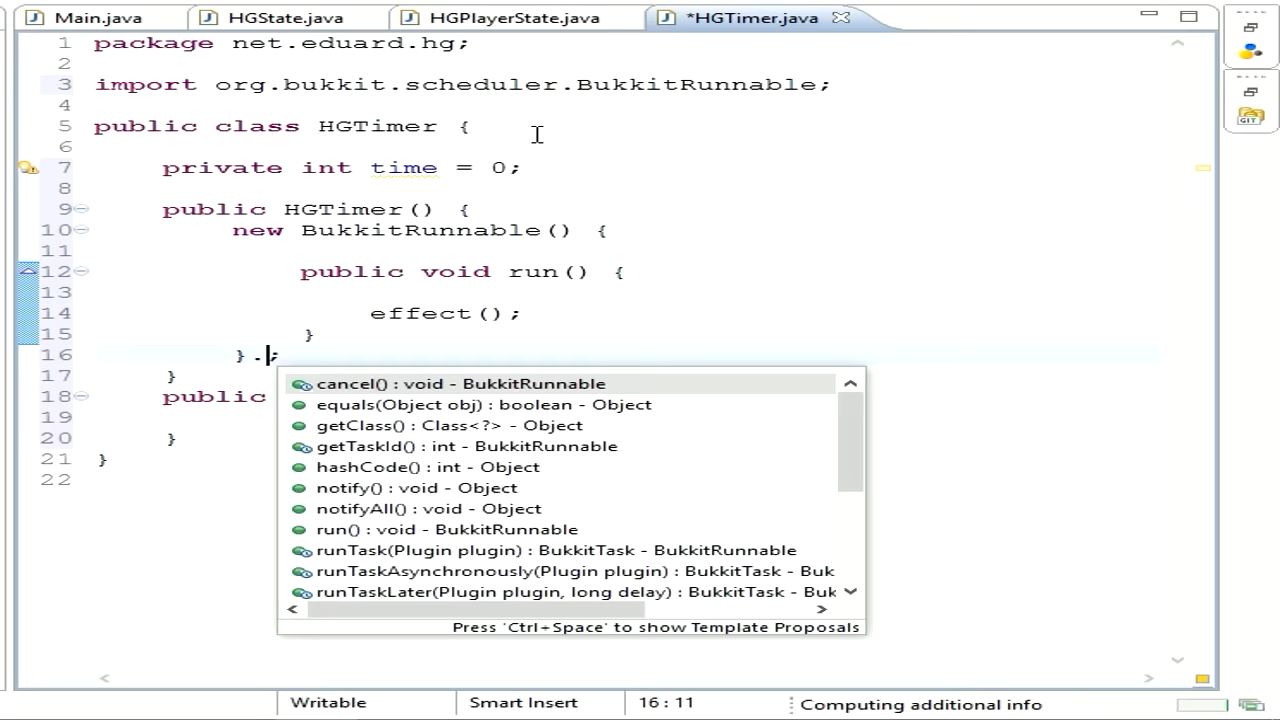 Main.java HGState.java HGPlayerState.java *HGTimer.java
1 package net.eduard.hg;
2
3 import org.bukkit.scheduler.BukkitRunnable;
4
5 public class HGTimer {
6
7 private int time = 0;
8
9 public HGTimer() {
10 new BukkitRunnable() {
11
12 public void run() {
13
14 effect();
15 }
16 }.;
17 }
18 public
19
20 }
21 }
22
cancel() : void - BukkitRunnable
equals(Object obj) : boolean - Object
getClass() : Class<?> - Object
getTaskId() : int - BukkitRunnable
hashCode() : int - Object
notify() : void - Object
notifyAll() : void - Object
run() : void - BukkitRunnable
runTask(Plugin plugin) : BukkitTask - BukkitRunnable
runTaskAsynchronously(Plugin plugin) : BukkitTask - Buk
runTaskLater(Plugin plugin, long delay) : BukkitTask - Buk
Press 'Ctrl+Space' to show Template Proposals
Writable Smart Insert 16 : 11 Computing additional info
GIT